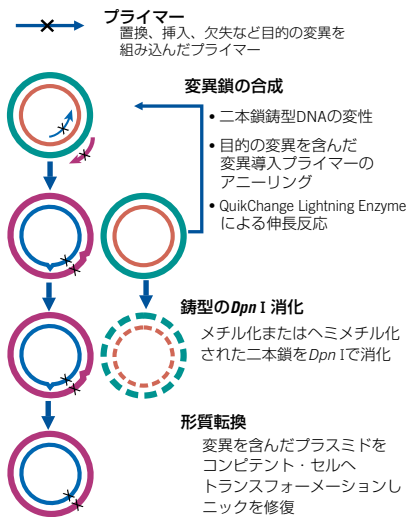 プライマー
置換、挿入、欠失など目的の変異を
組み込んだプライマー
変異鎖の合成
• 二本鎖鋳型DNAの変性
• 目的の変異を含んだ
変異導入プライマーの
アニーリング
• QuikChange Lightning Enzyme
による伸長反応
鋳型のDpn I 消化
メチル化またはヘミメチル化
された二本鎖をDpn Iで消化
形質転換
変異を含んだプラスミドを
コンピテント・セルへ
トランスフォーメーションし
ニックを修復